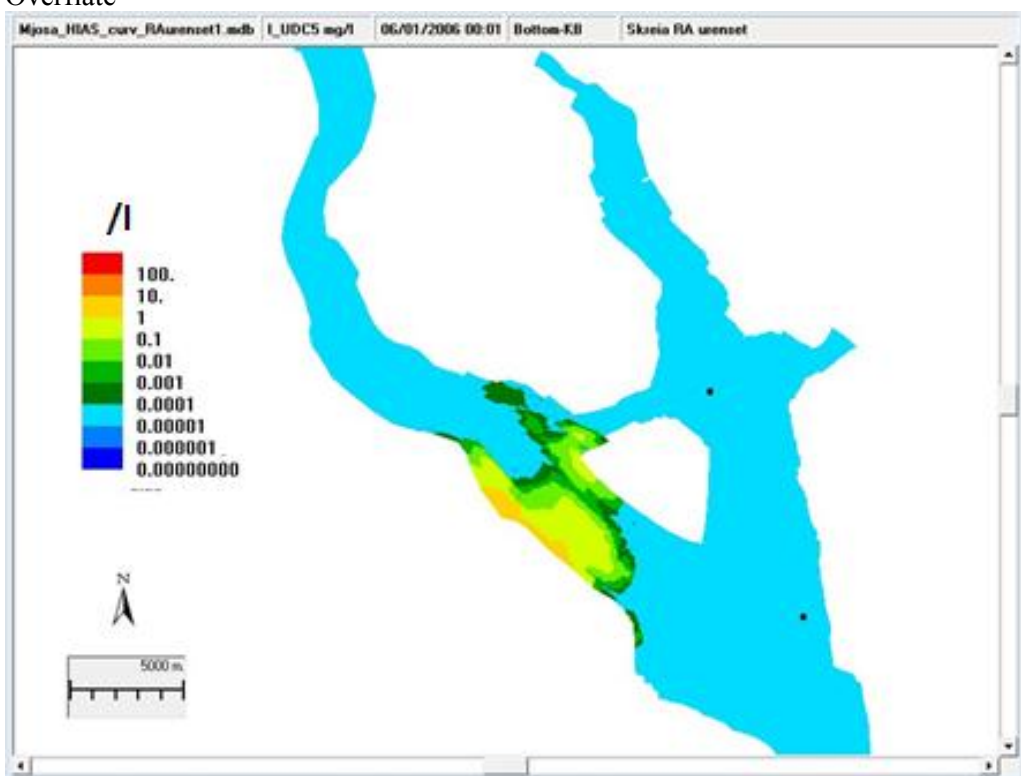 Overflate
Mjosa_HIAS_curv_RAurenset1.mdb I_UDC5 mg/l 06/01/2006 00:01 Bottom-KB Skreia RA urenset
/l
100.
10.
1
0.1
0.01
0.001
0.0001
0.00001
0.000001
0.00000000
N
5000 m.